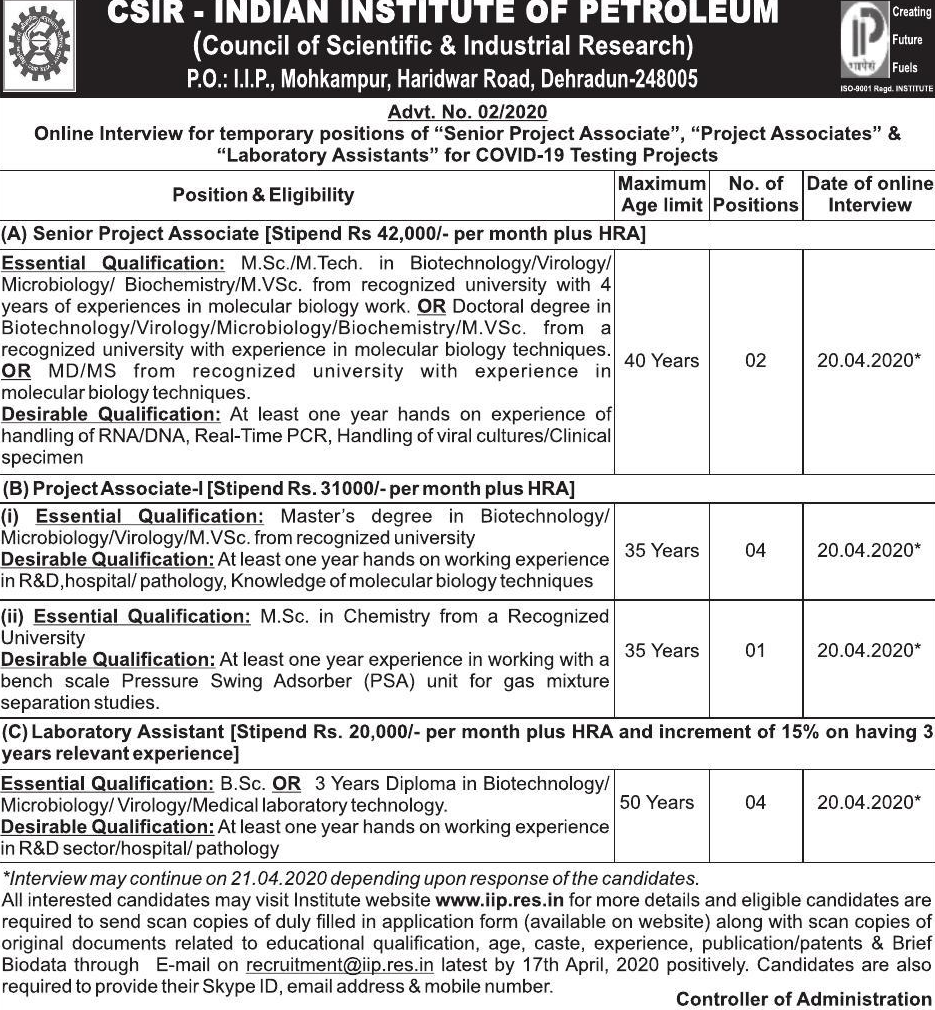 CSIR - INDIAN INSTITUTE OF PETROLEUM
(Council of Scientific & Industrial Research)
P.O.: I.I.P., Mohkampur, Haridwar Road, Dehradun-248005
IIP
Creating
Future
Fuels
ISO-9001 Regd. INSTITUTE
Advt. No. 02/2020
Online Interview for temporary positions of “Senior Project Associate”, “Project Associates” &
“Laboratory Assistants” for COVID-19 Testing Projects
Position & Eligibility
Maximum
Age limit
No. of
Positions
Date of online
Interview
(A) Senior Project Associate [Stipend Rs 42,000/- per month plus HRA]
Essential Qualification: M.Sc./M.Tech. in Biotechnology/Virology/
Microbiology/ Biochemistry/M.VSc. from recognized university with 4
years of experiences in molecular biology work. OR Doctoral degree in
Biotechnology/Virology/Microbiology/Biochemistry/M.VSc. from a
recognized university with experience in molecular biology techniques.
OR MD/MS from recognized university with experience in
molecular biology techniques.
Desirable Qualification: At least one year hands on experience of
handling of RNA/DNA, Real-Time PCR, Handling of viral cultures/Clinical
specimen
40 Years
02
20.04.2020*
(B) Project Associate-I [Stipend Rs. 31000/- per month plus HRA]
(i) Essential Qualification: Master’s degree in Biotechnology/
Microbiology/Virology/M.VSc. from recognized university
Desirable Qualification: At least one year hands on working experience
in R&D,hospital/ pathology, Knowledge of molecular biology techniques
35 Years
04
20.04.2020*
(ii) Essential Qualification: M.Sc. in Chemistry from a Recognized
University
Desirable Qualification: At least one year experience in working with a
bench scale Pressure Swing Adsorber (PSA) unit for gas mixture
separation studies.
35 Years
01
20.04.2020*
(C) Laboratory Assistant [Stipend Rs. 20,000/- per month plus HRA and increment of 15% on having 3
years relevant experience]
Essential Qualification: B.Sc. OR 3 Years Diploma in Biotechnology/
Microbiology/ Virology/Medical laboratory technology.
Desirable Qualification: At least one year hands on working experience
in R&D sector/hospital/ pathology
50 Years
04
20.04.2020*
*Interview may continue on 21.04.2020 depending upon response of the candidates.
All interested candidates may visit Institute website www.iip.res.in for more details and eligible candidates are
required to send scan copies of duly filled in application form (available on website) along with scan copies of
original documents related to educational qualification, age, caste, experience, publication/patents & Brief
Biodata through E-mail on recruitment@iip.res.in latest by 17th April, 2020 positively. Candidates are also
required to provide their Skype ID, email address & mobile number.
Controller of Administration